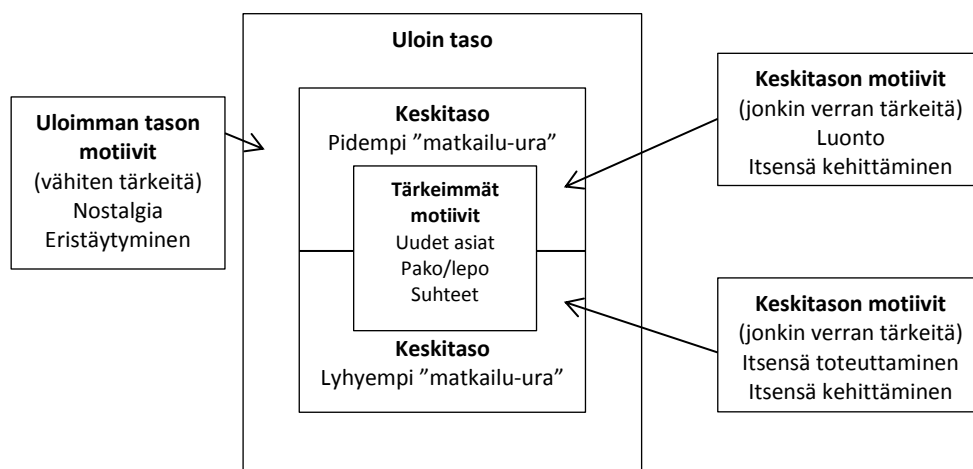 Uloin taso
Uloimman tason
motiivit
(vähiten tärkeitä)
Nostalgia
Eristäytyminen
Keskitaso
Pidempi ”matkailu-ura”
Tärkeimmät
motiivit
Uudet asiat
Pako/lepo
Suhteet
Keskitaso
Lyhyempi ”matkailu-ura”
Keskitason motiivit
(jonkin verran tärkeitä)
Luonto
Itsensä kehittäminen
Keskitason motiivit
(jonkin verran tärkeitä)
Itsensä toteuttaminen
Itsensä kehittäminen